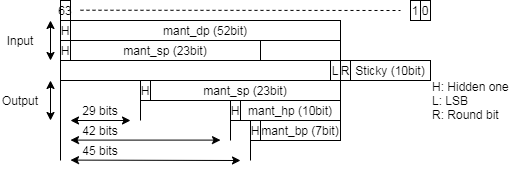 63 1 0
H mant_dp (52bit)
Input
H mant_sp (23bit)
L R Sticky (10bit)
H mant_sp (23bit)
H: Hidden one
Output
L: LSB
29 bits
H mant_hp (10bit)
R: Round bit
42 bits
H mant_bp (7bit)
45 bits